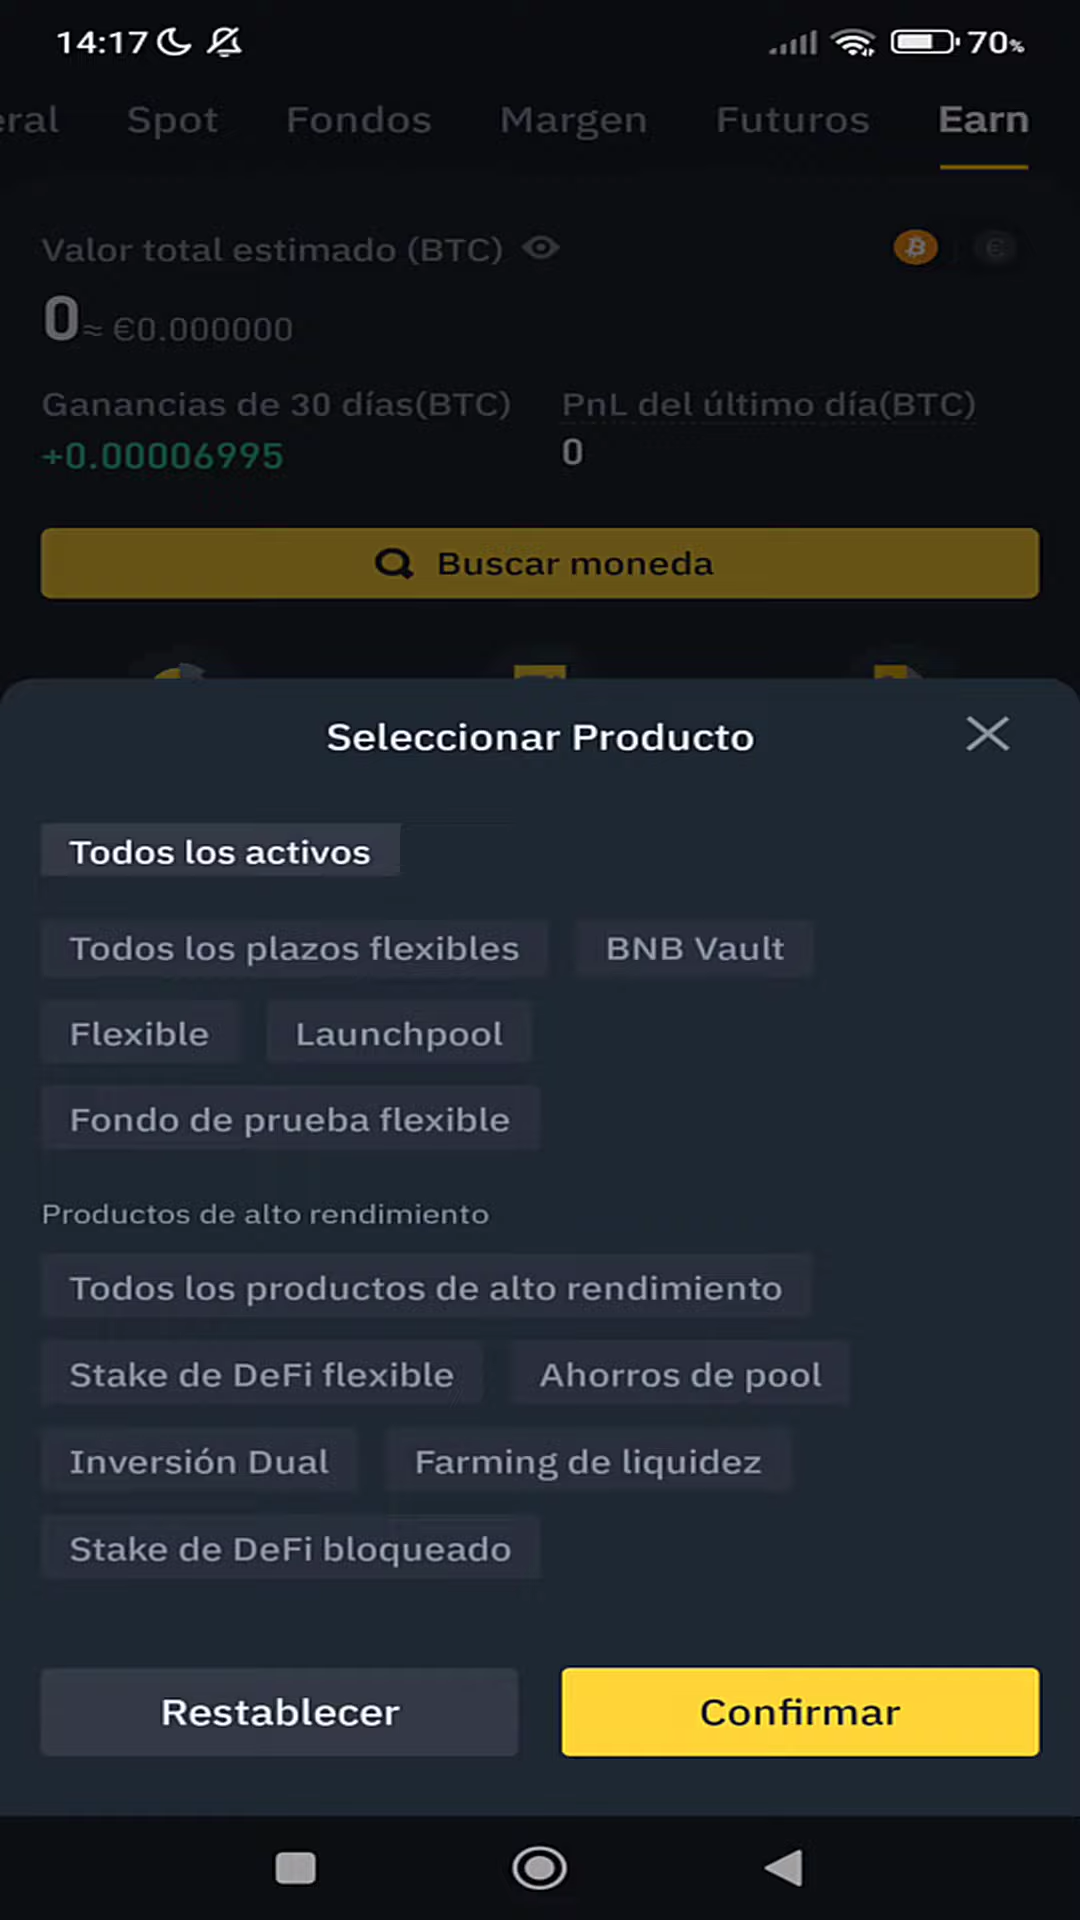 14:17 70%
eral Spot Fondos Margen Futuros Earn
Valor total estimado (BTC)
0 ≈ €0.000000
Ganancias de 30 días(BTC) PnL del último día(BTC)
+0.00006995 0
Buscar moneda
Seleccionar Producto
Todos los activos
Todos los plazos flexibles BNB Vault
Flexible Launchpool
Fondo de prueba flexible
Productos de alto rendimiento
Todos los productos de alto rendimiento
Stake de DeFi flexible Ahorros de pool
Inversión Dual Farming de liquidez
Stake de DeFi bloqueado
Restablecer Confirmar